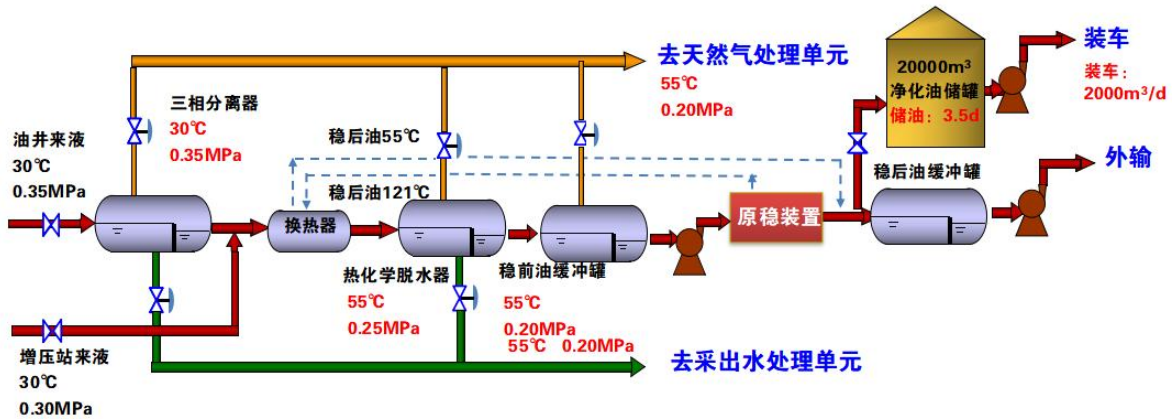 去天然气处理单元
55℃
0.20MPa
20000m³
净化油储罐
储油：3.5d
装车
装车：
2000m³/d
三相分离器
30℃
0.35MPa
油井来液
30℃
0.35MPa
稳后油55℃
稳后油121℃
换热器
原稳装置
稳后油缓冲罐
外输
热化学脱水器
55℃
0.25MPa
稳前油缓冲罐
55℃
0.20MPa
55℃ 0.20MPa
去采出水处理单元
增压站来液
30℃
0.30MPa